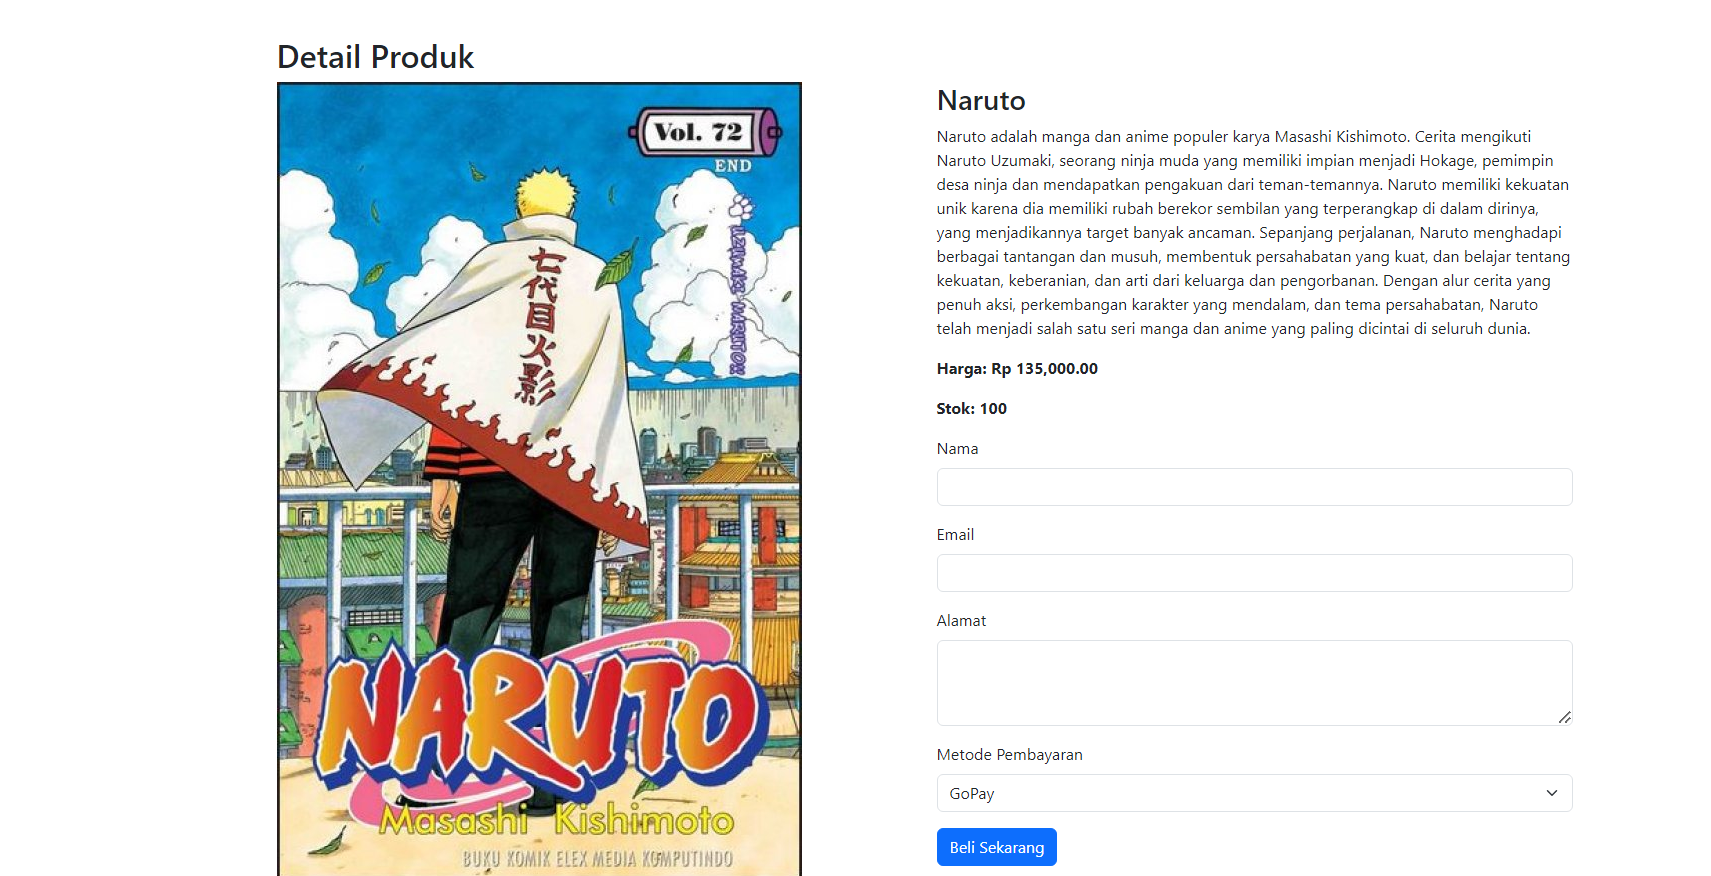 Detail Produk
Vol. 72
END
UZUMAKI NARUTO!!
七代目火影
NARUTO
Masashi Kishimoto
BUKU KOMIK ELEX MEDIA KOMPUTINDO
Naruto
Naruto adalah manga dan anime populer karya Masashi Kishimoto. Cerita mengikuti
Naruto Uzumaki, seorang ninja muda yang memiliki impian menjadi Hokage, pemimpin
desa ninja dan mendapatkan pengakuan dari teman-temannya. Naruto memiliki kekuatan
unik karena dia memiliki rubah berekor sembilan yang terperangkap di dalam dirinya,
yang menjadikannya target banyak ancaman. Sepanjang perjalanan, Naruto menghadapi
berbagai tantangan dan musuh, membentuk persahabatan yang kuat, dan belajar tentang
kekuatan, keberanian, dan arti dari keluarga dan pengorbanan. Dengan alur cerita yang
penuh aksi, perkembangan karakter yang mendalam, dan tema persahabatan, Naruto
telah menjadi salah satu seri manga dan anime yang paling dicintai di seluruh dunia.
Harga: Rp 135,000.00
Stok: 100
Nama
Email
Alamat
Metode Pembayaran
GoPay
Beli Sekarang